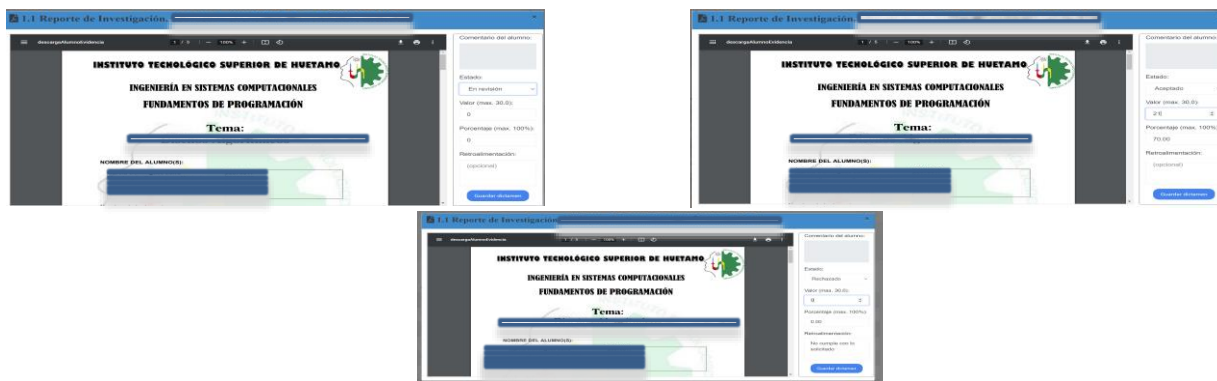 1.1 Reporte de Investigación.
descargaAlumnoEvidencia
1 / 8
100%
INSTITUTO TECNOLÓGICO SUPERIOR DE HUETAMO
INGENIERÍA EN SISTEMAS COMPUTACIONALES
FUNDAMENTOS DE PROGRAMACIÓN
Tema:
NOMBRE DEL ALUMNO(S):
Comentario del alumno:
Estado:
En revisión
Valor (max. 30.0):
0
Porcentaje (max. 100%):
0
Retroalimentación:
(opcional)
Guardar dictamen
1.1 Reporte de Investigación.
descargaAlumnoEvidencia
100%
INSTITUTO TECNOLÓGICO SUPERIOR DE HUETAMO
INGENIERÍA EN SISTEMAS COMPUTACIONALES
FUNDAMENTOS DE PROGRAMACIÓN
Tema:
NOMBRE DEL ALUMNO(S):
Comentario del alumno:
Estado:
Aceptado
Valor (max. 30.0):
21
Porcentaje (max. 100%):
70.00
Retroalimentación:
(opcional)
Guardar dictamen
1.1 Reporte de Investigación.
descargaAlumnoEvidencia
100%
INSTITUTO TECNOLÓGICO SUPERIOR DE HUETAMO
INGENIERÍA EN SISTEMAS COMPUTACIONALES
FUNDAMENTOS DE PROGRAMACIÓN
Tema:
NOMBRE DEL ALUMNO(S):
Comentario del alumno:
Estado:
Rechazado
Valor (max. 30.0):
0
Porcentaje (max. 100%):
0.00
Retroalimentación:
No cumple con lo
solicitado
Guardar dictamen